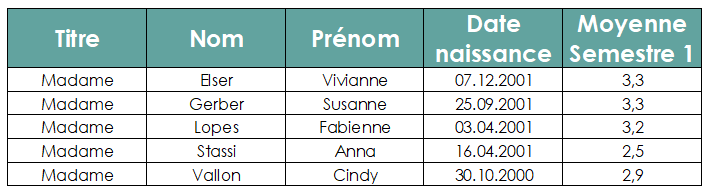 Titre Nom Prénom Date naissance Moyenne Semestre 1
Madame Elser Vivianne 07.12.2001 3,3
Madame Gerber Susanne 25.09.2001 3,3
Madame Lopes Fabienne 03.04.2001 3,2
Madame Stassi Anna 16.04.2001 2,5
Madame Vallon Cindy 30.10.2000 2,9